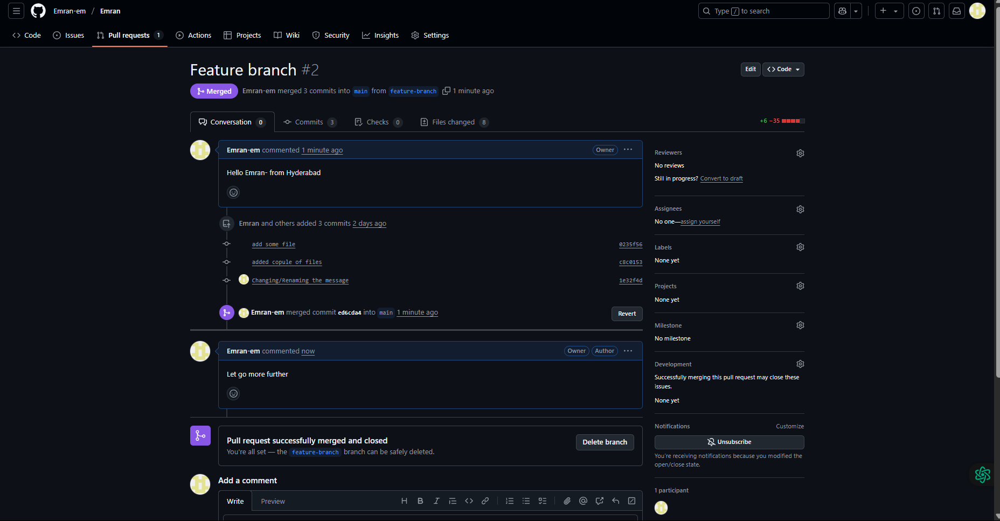 Emran-em / Emran
Type / to search
Code Issues Pull requests 1 Actions Projects Wiki Security Insights Settings
Feature branch #2
Edit Code
Merged Emran-em merged 3 commits into main from feature-branch 1 minute ago
Conversation 0 Commits 3 Checks 0 Files changed 8
+6 −35
Emran-em commented 1 minute ago Owner
Hello Emran- from Hyderabad
Emran and others added 3 commits 2 days ago
add some file 0235f56
added copule of files c8c0153
Changing/Renaming the message 1e32f4d
Emran-em merged commit ed6cda4 into main 1 minute ago Revert
Emran-em commented now Owner Author
Let go more further
Pull request successfully merged and closed
You're all set — the feature-branch branch can be safely deleted.
Delete branch
Add a comment
Write Preview
Reviewers
No reviews
Still in progress? Convert to draft
Assignees
No one—assign yourself
Labels
None yet
Projects
None yet
Milestone
No milestone
Development
Successfully merging this pull request may close these
issues.
None yet
Notifications Customize
Unsubscribe
You're receiving notifications because you modified the
open/close state.
1 participant